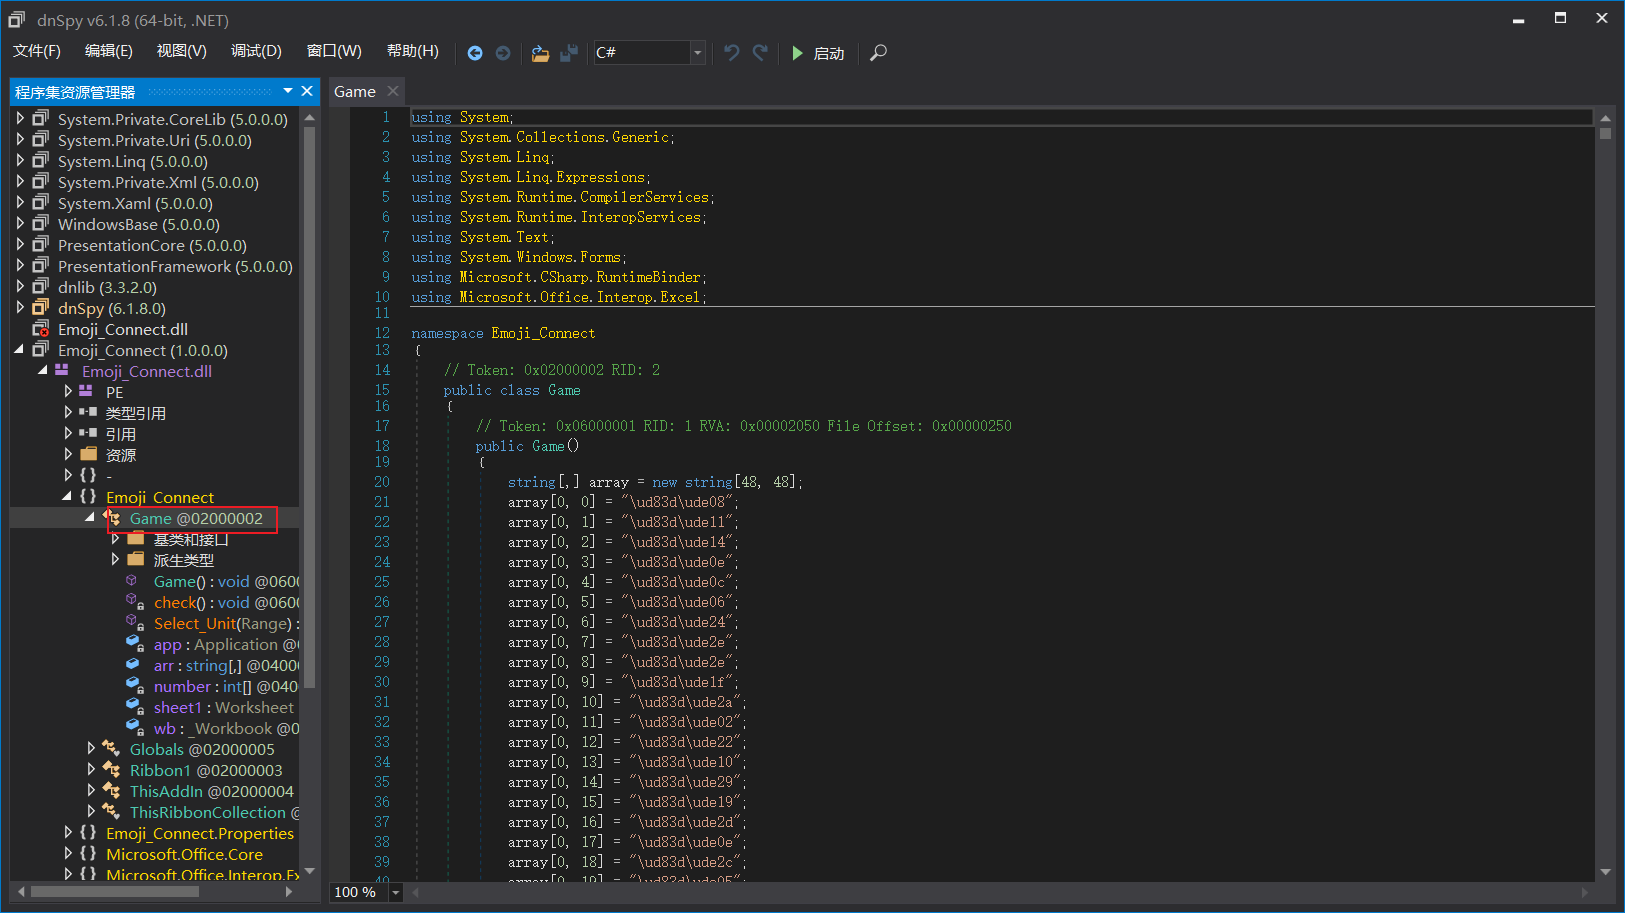 dnSpy v6.1.8 (64-bit, .NET)
文件(F) 编辑(E) 视图(V) 调试(D) 窗口(W) 帮助(H) C# 启动
程序集资源管理器
System.Private.CoreLib (5.0.0.0)
System.Private.Uri (5.0.0.0)
System.Linq (5.0.0.0)
System.Private.Xml (5.0.0.0)
System.Xaml (5.0.0.0)
WindowsBase (5.0.0.0)
PresentationCore (5.0.0.0)
PresentationFramework (5.0.0.0)
dnlib (3.3.2.0)
dnSpy (6.1.8.0)
Emoji_Connect.dll
Emoji_Connect (1.0.0.0)
Emoji_Connect.dll
PE
类型引用
引用
资源
{ } -
{ } Emoji_Connect
Game @02000002
基类和接口
派生类型
Game() : void @060
check() : void @060
Select_Unit(Range) :
app : Application @
arr : string[,] @0400
number : int[] @040
sheet1 : Worksheet
wb : _Workbook @0
Globals @02000005
Ribbon1 @02000003
ThisAddIn @02000004
ThisRibbonCollection @
{ } Emoji_Connect.Properties
{ } Microsoft.Office.Core
{ } Microsoft.Office.Interop.Ex
Game
1 using System;
2 using System.Collections.Generic;
3 using System.Linq;
4 using System.Linq.Expressions;
5 using System.Runtime.CompilerServices;
6 using System.Runtime.InteropServices;
7 using System.Text;
8 using System.Windows.Forms;
9 using Microsoft.CSharp.RuntimeBinder;
10 using Microsoft.Office.Interop.Excel;
11
12 namespace Emoji_Connect
13 {
14 // Token: 0x02000002 RID: 2
15 public class Game
16 {
17 // Token: 0x06000001 RID: 1 RVA: 0x00002050 File Offset: 0x00000250
18 public Game()
19 {
20 string[,] array = new string[48, 48];
21 array[0, 0] = "\ud83d\ude08";
22 array[0, 1] = "\ud83d\ude11";
23 array[0, 2] = "\ud83d\ude14";
24 array[0, 3] = "\ud83d\ude0e";
25 array[0, 4] = "\ud83d\ude0c";
26 array[0, 5] = "\ud83d\ude06";
27 array[0, 6] = "\ud83d\ude24";
28 array[0, 7] = "\ud83d\ude2e";
29 array[0, 8] = "\ud83d\ude2e";
30 array[0, 9] = "\ud83d\ude1f";
31 array[0, 10] = "\ud83d\ude2a";
32 array[0, 11] = "\ud83d\ude02";
33 array[0, 12] = "\ud83d\ude22";
34 array[0, 13] = "\ud83d\ude10";
35 array[0, 14] = "\ud83d\ude29";
36 array[0, 15] = "\ud83d\ude19";
37 array[0, 16] = "\ud83d\ude2d";
38 array[0, 17] = "\ud83d\ude0e";
39 array[0, 18] = "\ud83d\ude2c";
40 array[0, 19] = "\ud83d\ude05";
100 %